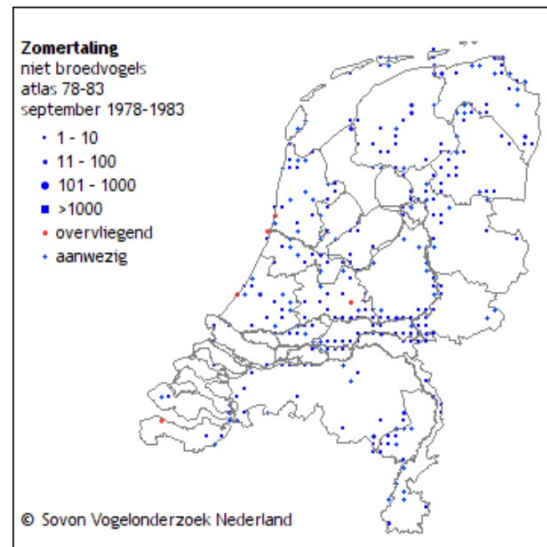 Zomertaling
niet broedvogels
atlas 78-83
september 1978-1983
1 - 10
11 - 100
101 - 1000
>1000
overvliegend
aanwezig
© Sovon Vogelonderzoek Nederland